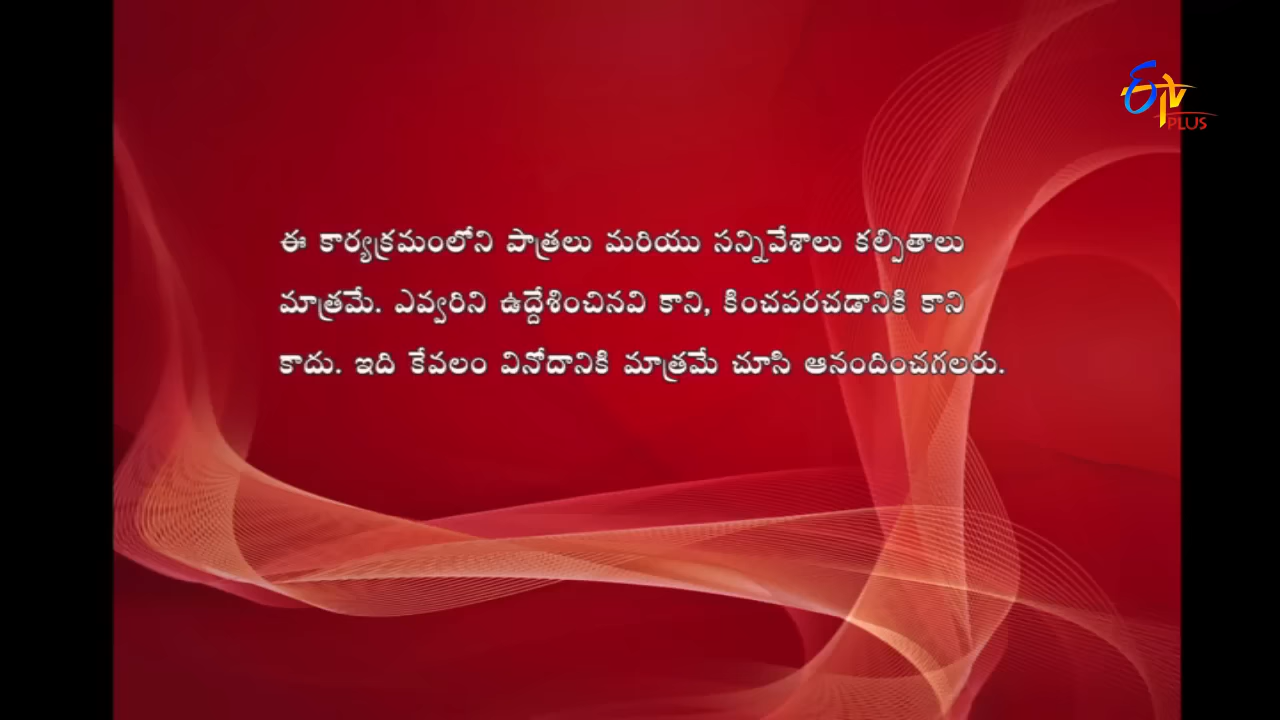 ETV
PLUS
ఈ కార్యక్రమంలోని పాత్రలు మరియు సన్నివేశాలు కల్పితాలు
మాత్రమే. ఎవ్వరిని ఉద్దేశించినవి కాని, కించపరచడానికి కాని
కాదు. ఇది కేవలం వినోదానికి మాత్రమే చూసి ఆనందించగలరు.